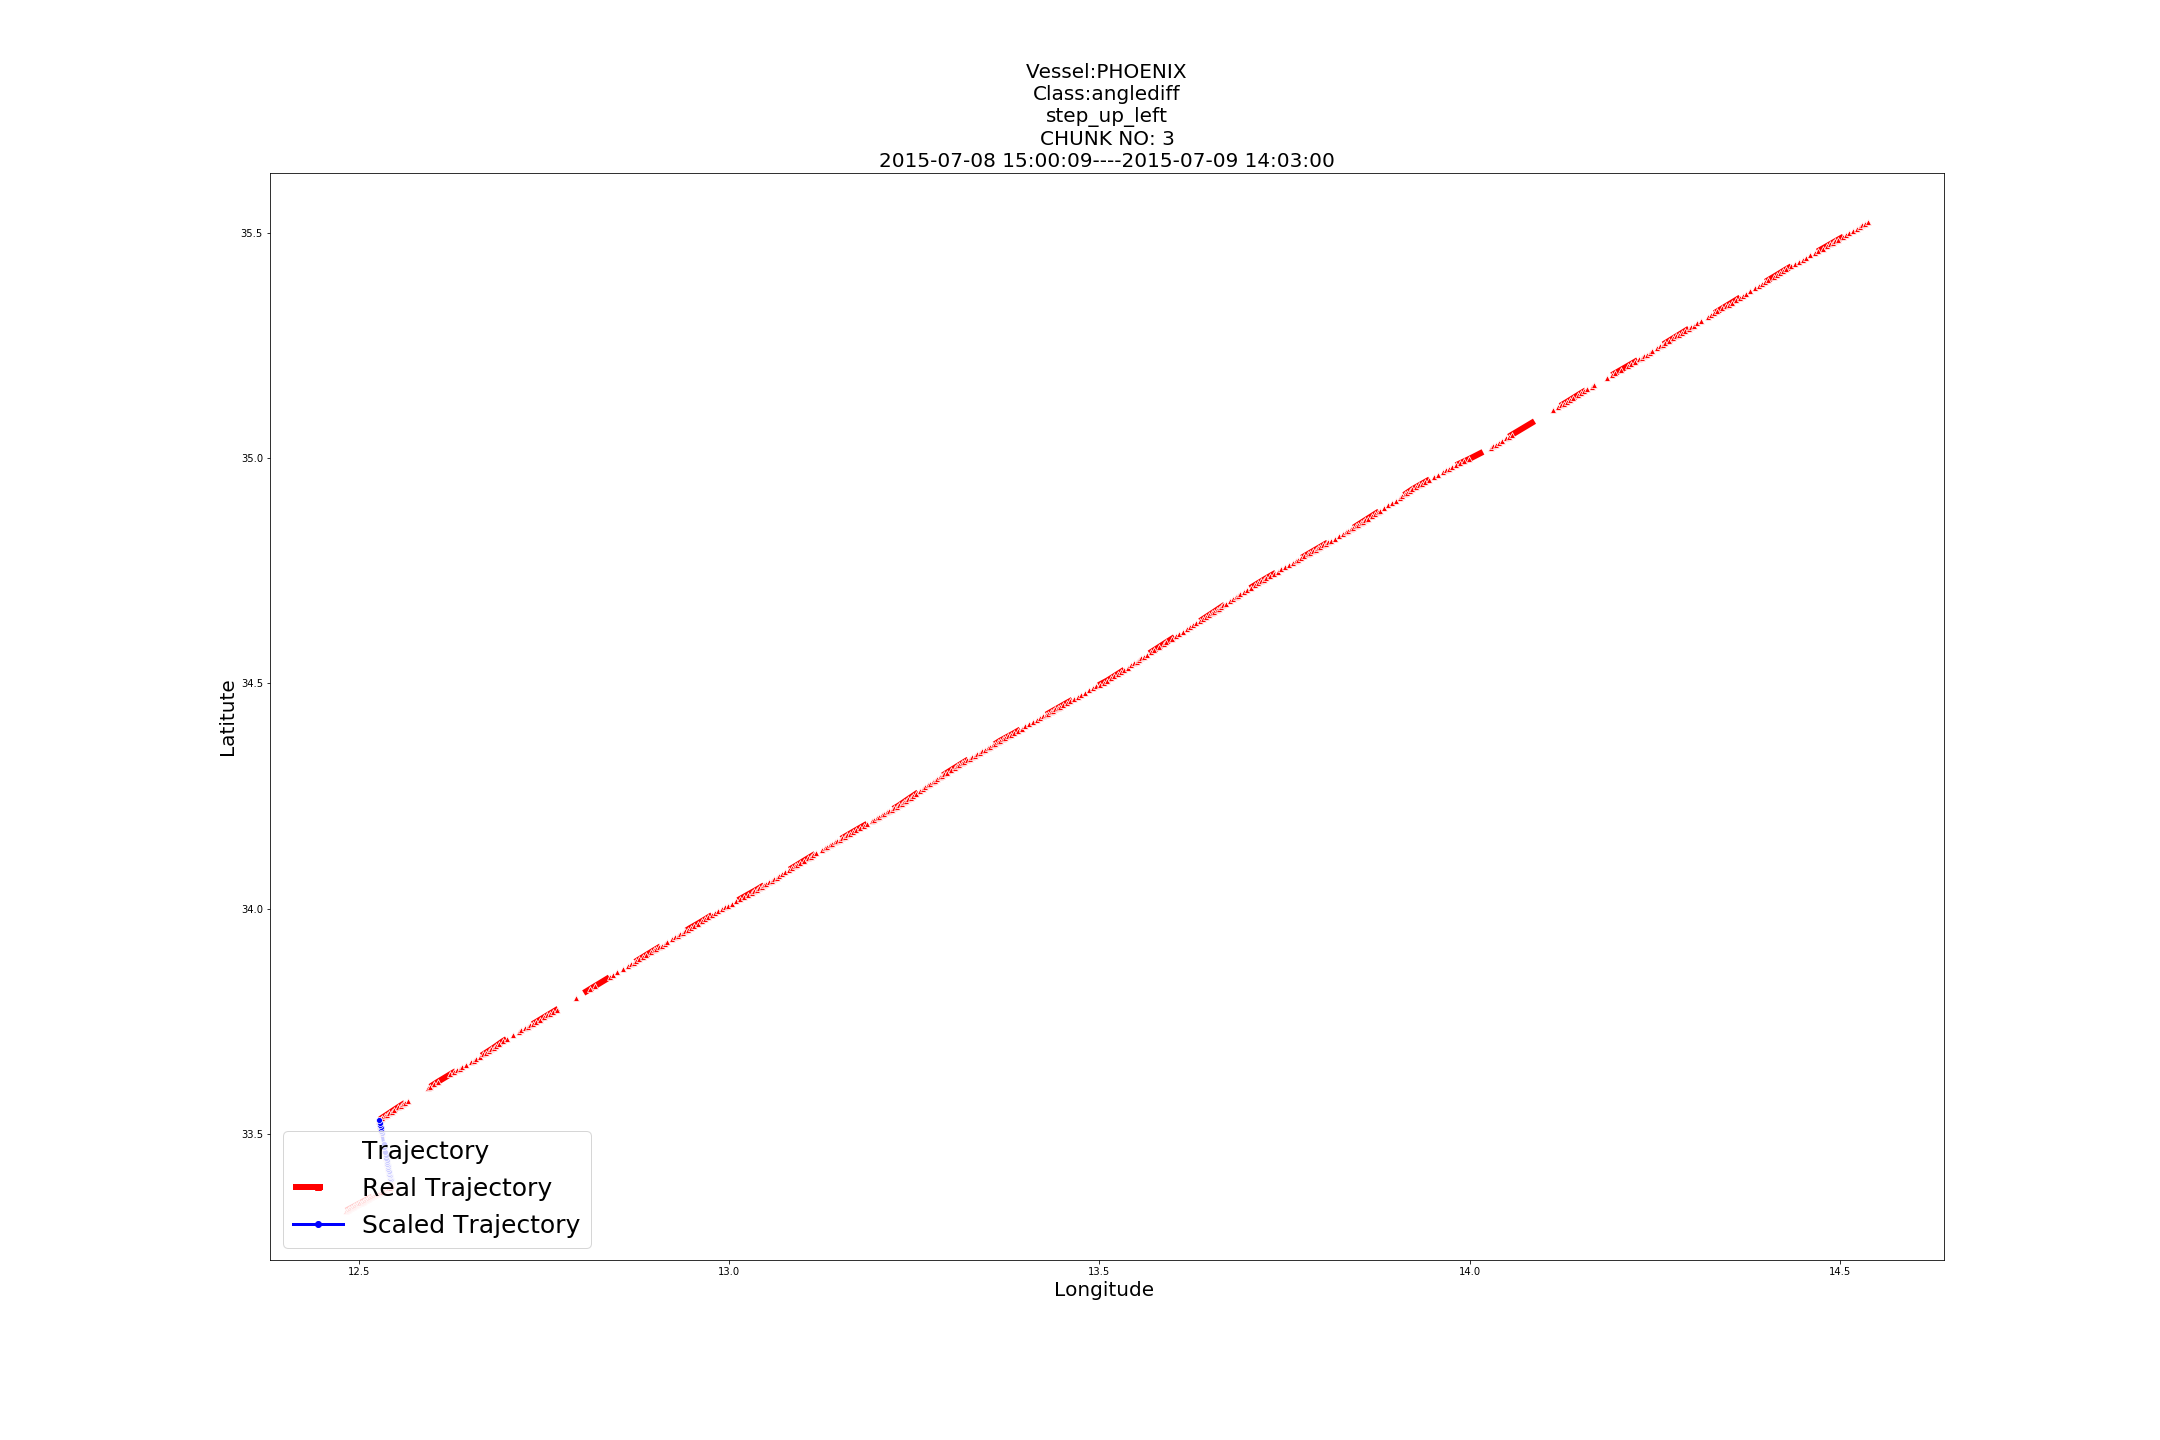 Vessel:PHOENIX
Class:anglediff
step_up_left
CHUNK NO: 3
2015-07-08 15:00:09----2015-07-09 14:03:00
Latitute
35.5
35.0
34.5
34.0
33.5
Trajectory
Real Trajectory
Scaled Trajectory
12.5
13.0
13.5
14.0
14.5
Longitude